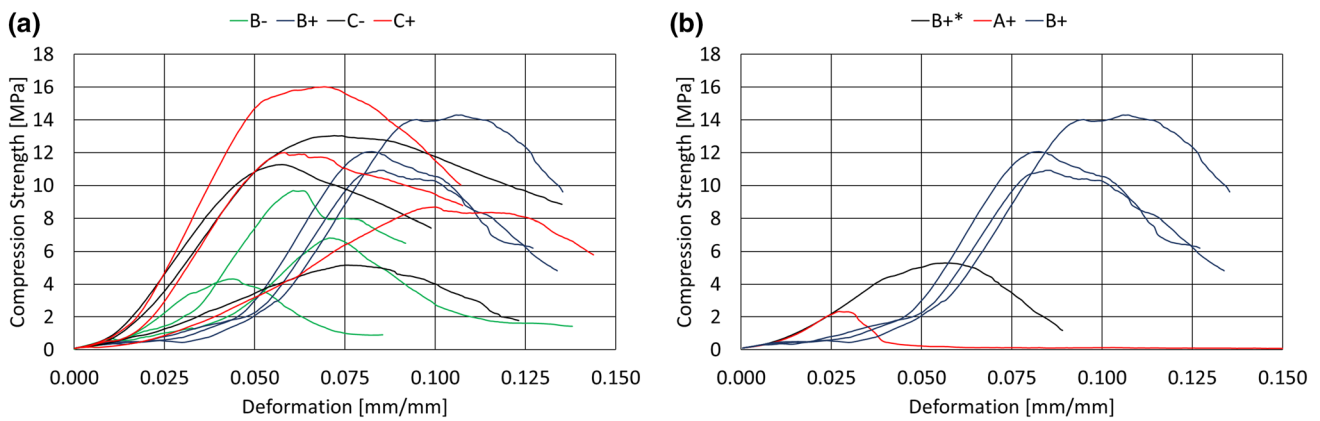 (a)
B- B+ C- C+
Compression Strength [MPa]
18
16
14
12
10
8
6
4
2
0
0.000 0.025 0.050 0.075 0.100 0.125 0.150
Deformation [mm/mm]
(b)
B+* A+ B+
Compression Strength [MPa]
18
16
14
12
10
8
6
4
2
0
0.000 0.025 0.050 0.075 0.100 0.125 0.150
Deformation [mm/mm]